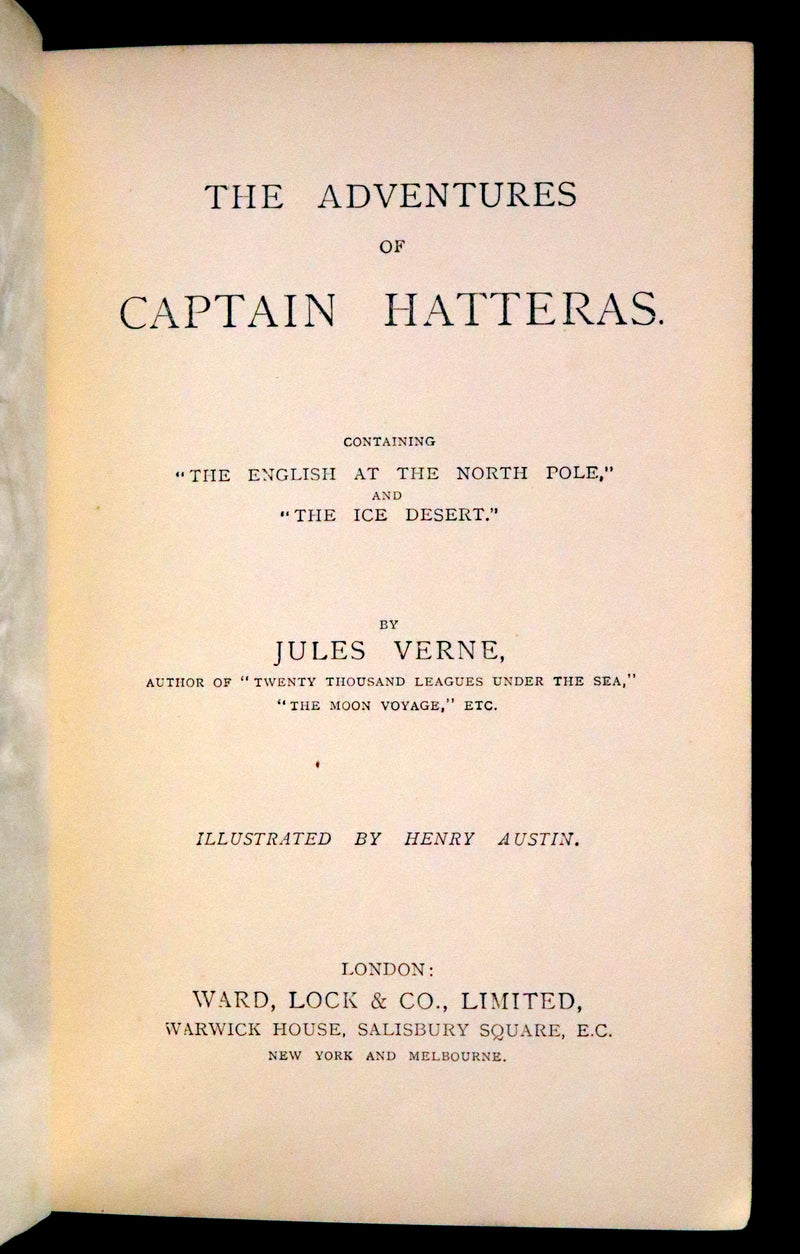 THE ADVENTURES
OF
CAPTAIN HATTERAS.
CONTAINING
“THE ENGLISH AT THE NORTH POLE,”
AND
“THE ICE DESERT.”
BY
JULES VERNE,
AUTHOR OF “TWENTY THOUSAND LEAGUES UNDER THE SEA,”
“THE MOON VOYAGE,” ETC.
ILLUSTRATED BY HENRY AUSTIN.
LONDON:
WARD, LOCK & CO., LIMITED,
WARWICK HOUSE, SALISBURY SQUARE, E.C.
NEW YORK AND MELBOURNE.